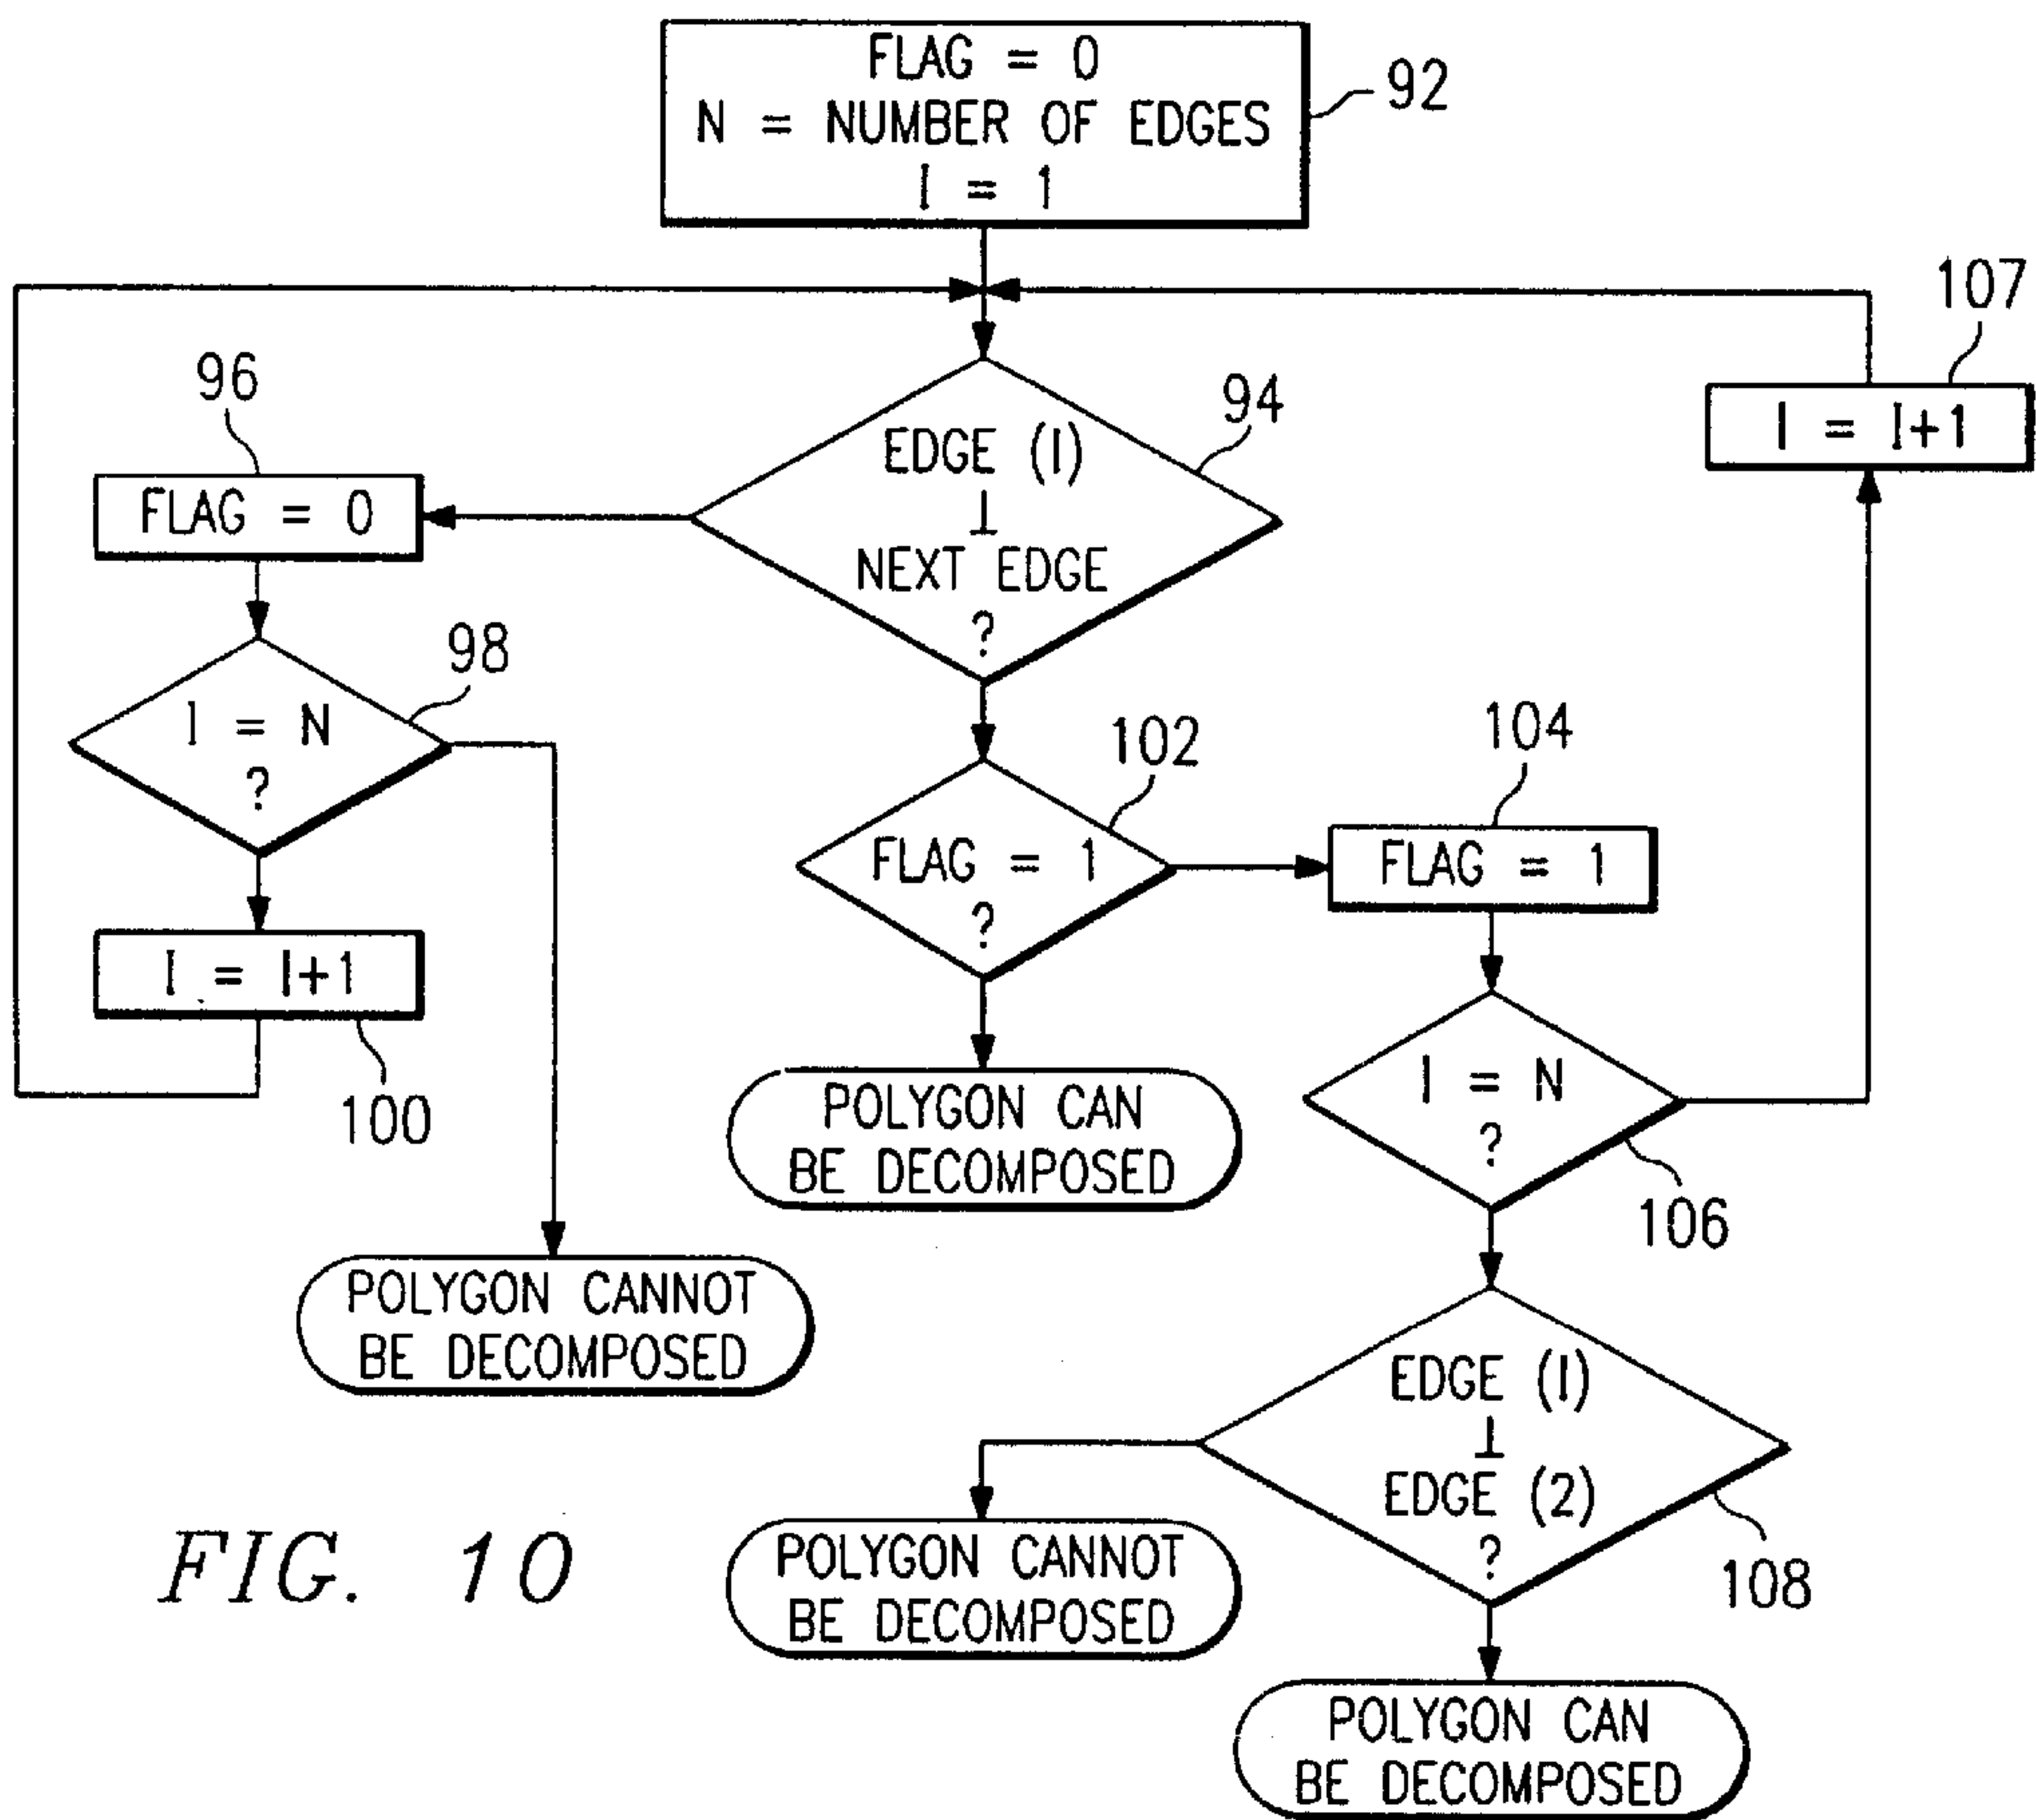 FLAG = 0
N = NUMBER OF EDGES
I = 1
92
107
I = I+1
96
FLAG = 0
94
EDGE (I)
⊥
NEXT EDGE
?
98
I = N
?
102
FLAG = 1
?
104
FLAG = 1
I = I+1
100
I = N
?
106
POLYGON CAN
BE DECOMPOSED
POLYGON CANNOT
BE DECOMPOSED
EDGE (1)
⊥
EDGE (2)
?
108
POLYGON CANNOT
BE DECOMPOSED
POLYGON CAN
BE DECOMPOSED
FIG. 10